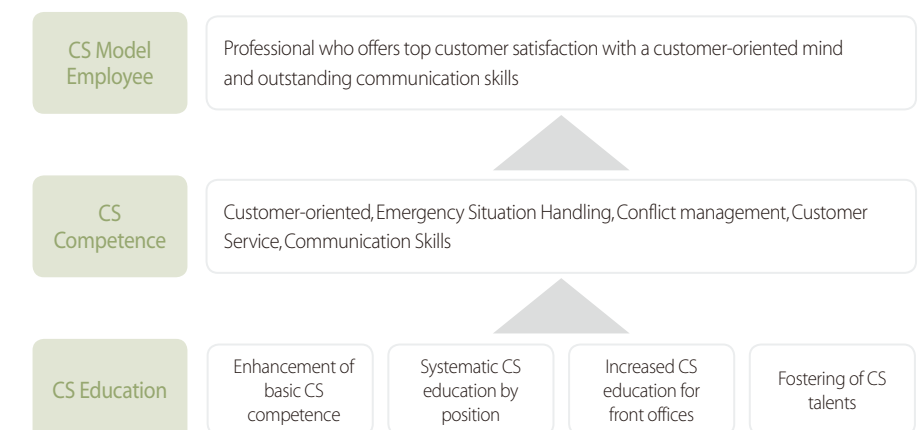 CS Model
Employee
Professional who offers top customer satisfaction with a customer-oriented mind
and outstanding communication skills
CS
Competence
Customer-oriented, Emergency Situation Handling, Conflict management, Customer
Service, Communication Skills
CS Education
Enhancement of
basic CS
competence
Systematic CS
education by
position
Increased CS
education for
front offices
Fostering of CS
talents